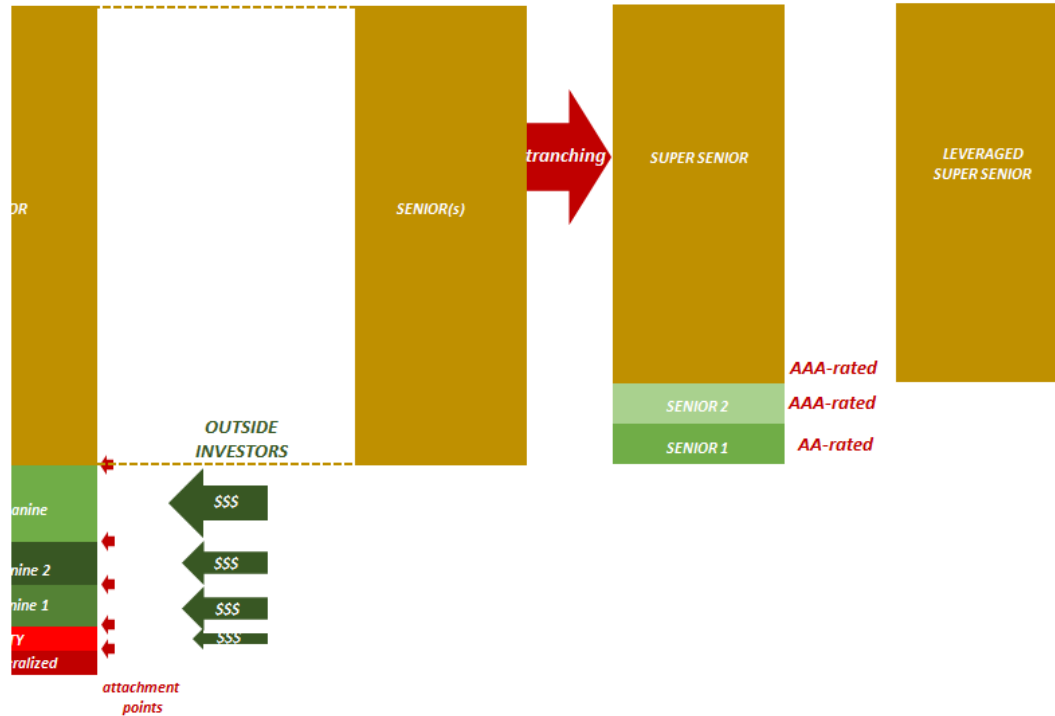 OR
SENIOR(s)
tranching
SUPER SENIOR
LEVERAGED
SUPER SENIOR
AAA-rated
SENIOR 2
AAA-rated
SENIOR 1
AA-rated
OUTSIDE
INVESTORS
anine
$$$
nine 2
$$$
nine 1
$$$
TY
$$$
eralized
attachment
points